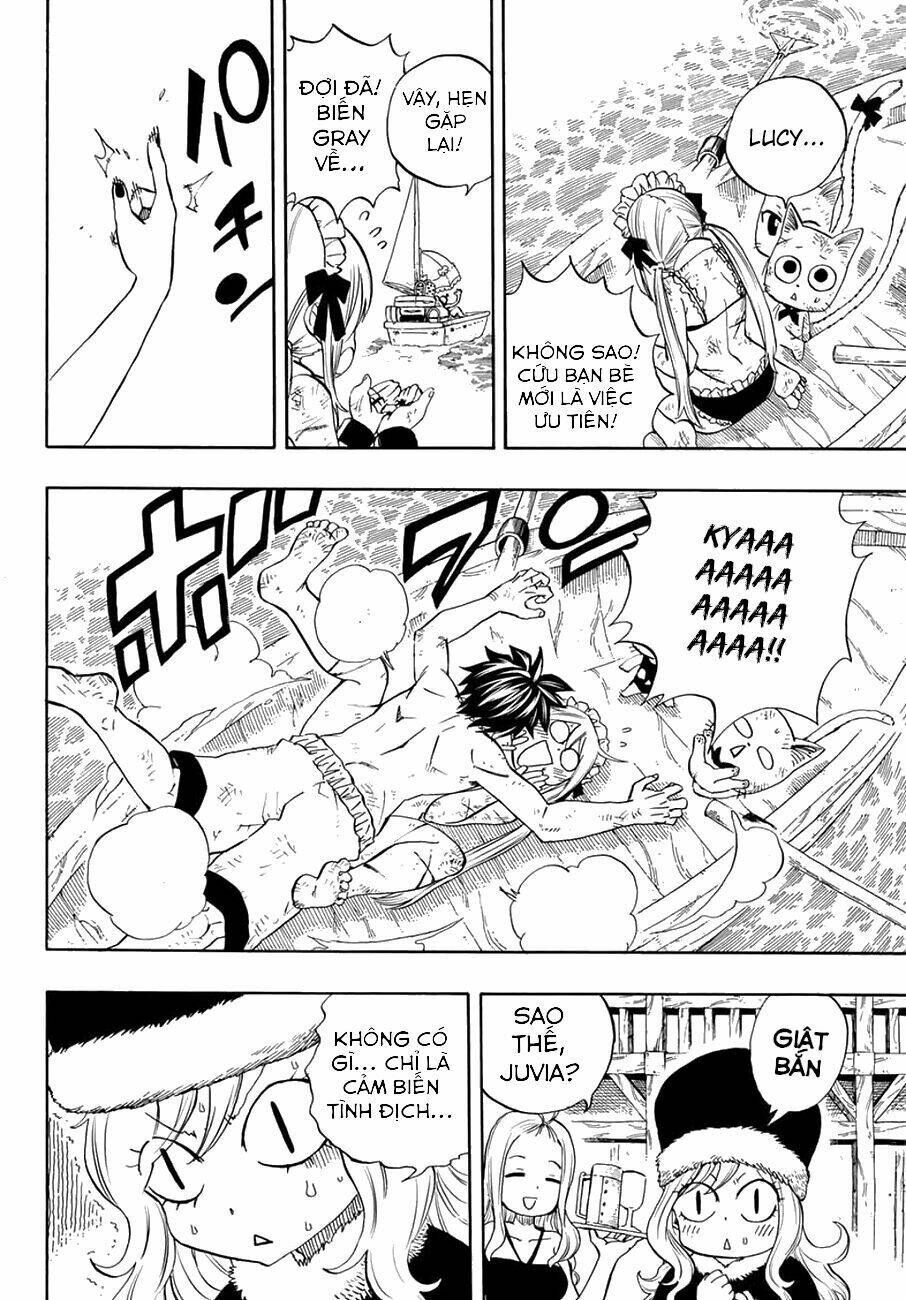 LUCY...
KHÔNG SAO!
CỨU BẠN BÈ
MỚI LÀ VIỆC
ƯU TIÊN!
VẬY, HẸN
GẶP
LẠI!
ĐỢI ĐÃ!
BIẾN
GRAY
VỀ...
パチン
ボンッ
KYAAA
AAAAA
AAAAA
AAAA!!
GIẬT
BẮN
SAO
THẾ,
JUVIA?
KHÔNG CÓ
GÌ... CHỈ LÀ
CẢM BIẾN
TÌNH ĐỊCH...